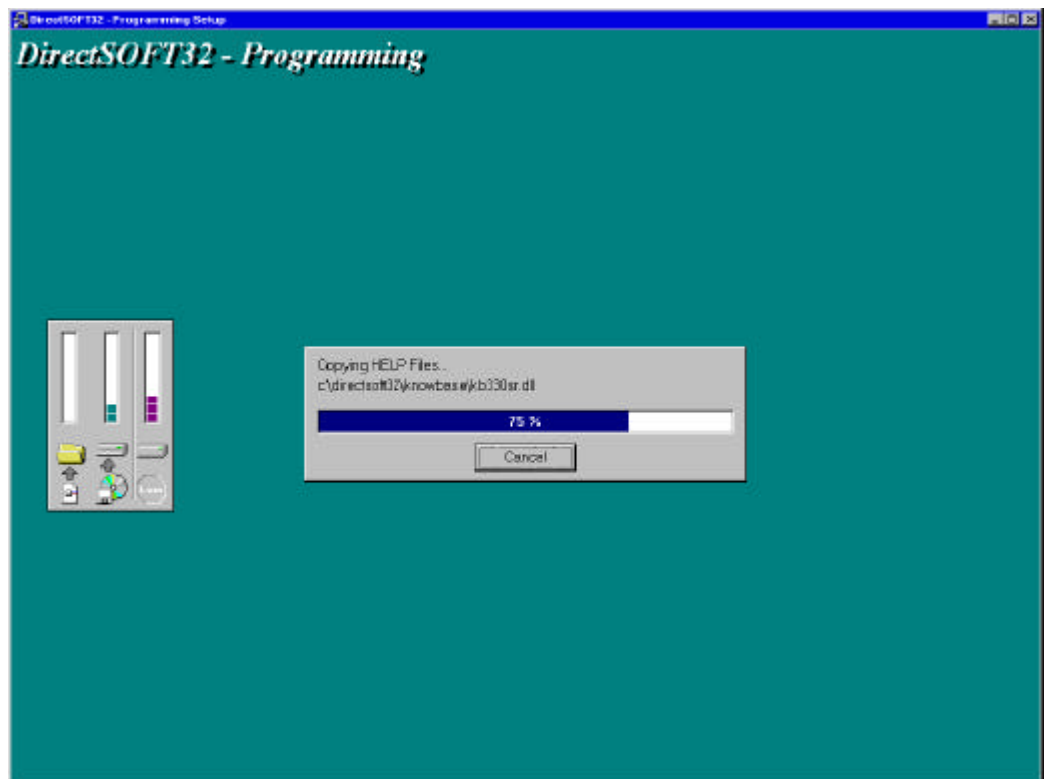 DirectSOFT32 - Programming Setup
DirectSOFT32 - Programming
Copying HELP Files...
c:\directsoft32\knowbase\kb330sr.dll
75 %
Cancel